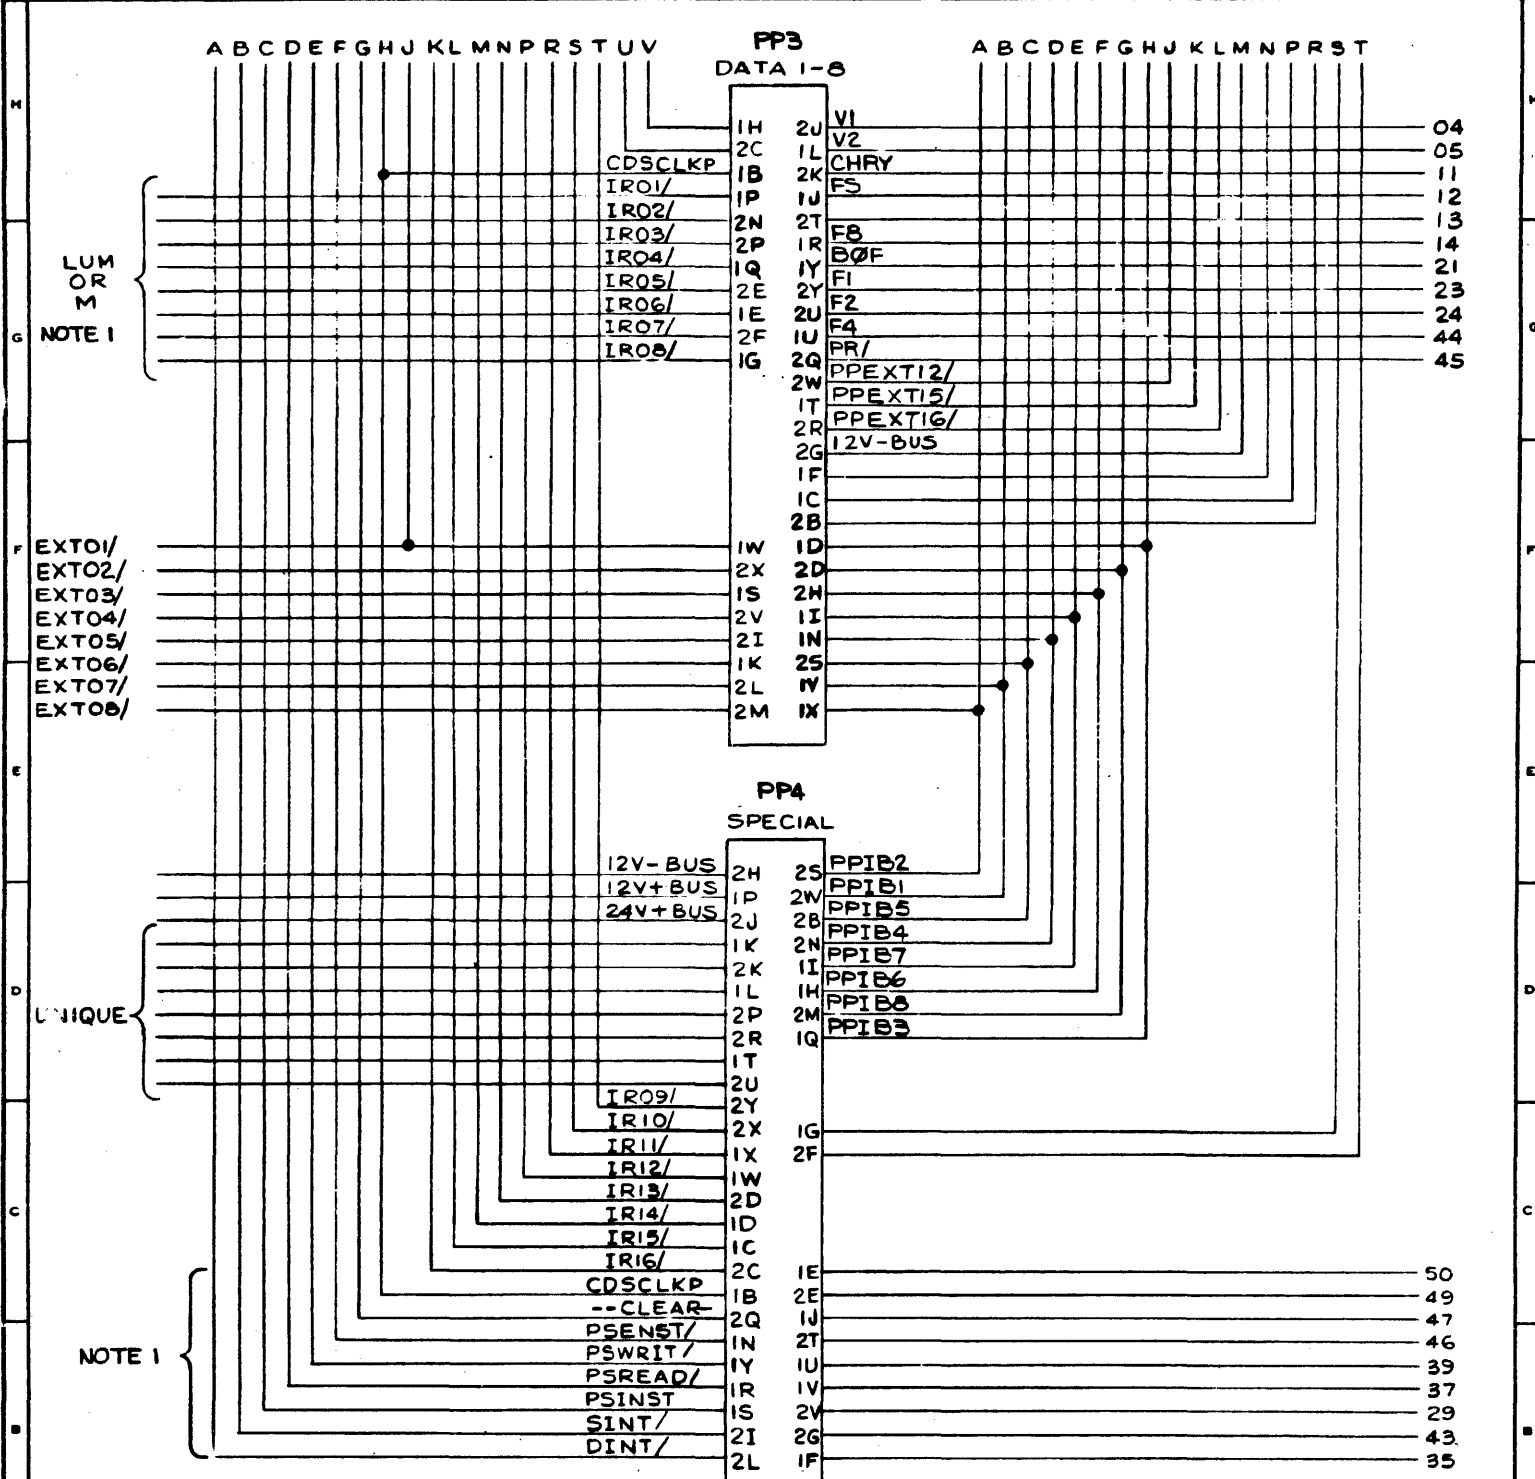 A B C D E F G H J K L M N P R S T U V
PP3
DATA 1-8
A B C D E F G H J K L M N P R S T
H
1H 2J V1 04
2C 1L V2 05
CDSCLKP 1B 2K CHRY 11
IR01/ 1P 1J FS 12
IR02/ 2N 2T 13
IR03/ 2P 1R F8 14
IR04/ 1Q 1Y BØF 21
IR05/ 2E 2Y F1 23
IR06/ 1E 2U F2 24
IR07/ 2F 1U F4 44
IR08/ 1G 2Q PR/ 45
LUM
OR
M
G NOTE 1 G
2W PPEXT12/
1T PPEXT15/
2R PPEXT16/
2G 12V-BUS
1F
1C
2B
F EXT01/ 1W 1D F
EXT02/ 2X 2D
EXT03/ 1S 2H
EXT04/ 2V 1I
EXT05/ 2I 1N
EXT06/ 1K 2S
EXT07/ 2L 1V
EXT08/ 2M 1X
E E
PP4
SPECIAL
12V-BUS 2H 2S PPIB2
12V+BUS 1P 2W PPIB1
24V+BUS 2J 2B PPIB5
1K 2N PPIB4
2K 1I PPIB7
D 1L 1H PPIB6 D
UNIQUE 2P 2M PPIB8
2R 1Q PPIB3
1T
2U
IR09/ 2Y
IR10/ 2X 1G
IR11/ 1X 2F
IR12/ 1W
IR13/ 2D
C IR14/ 1D C
IR15/ 1C
IR16/ 2C 1E 50
CDSCLKP 1B 2E 49
--CLEAR- 2Q 1J 47
PSENST/ 1N 2T 46
NOTE 1 PSWRIT/ 1Y 1U 39
PSREAD/ 1R 1V 37
PSINST 1S 2V 29
B SINT/ 2I 2G 43 B
DINT/ 2L 1F 35